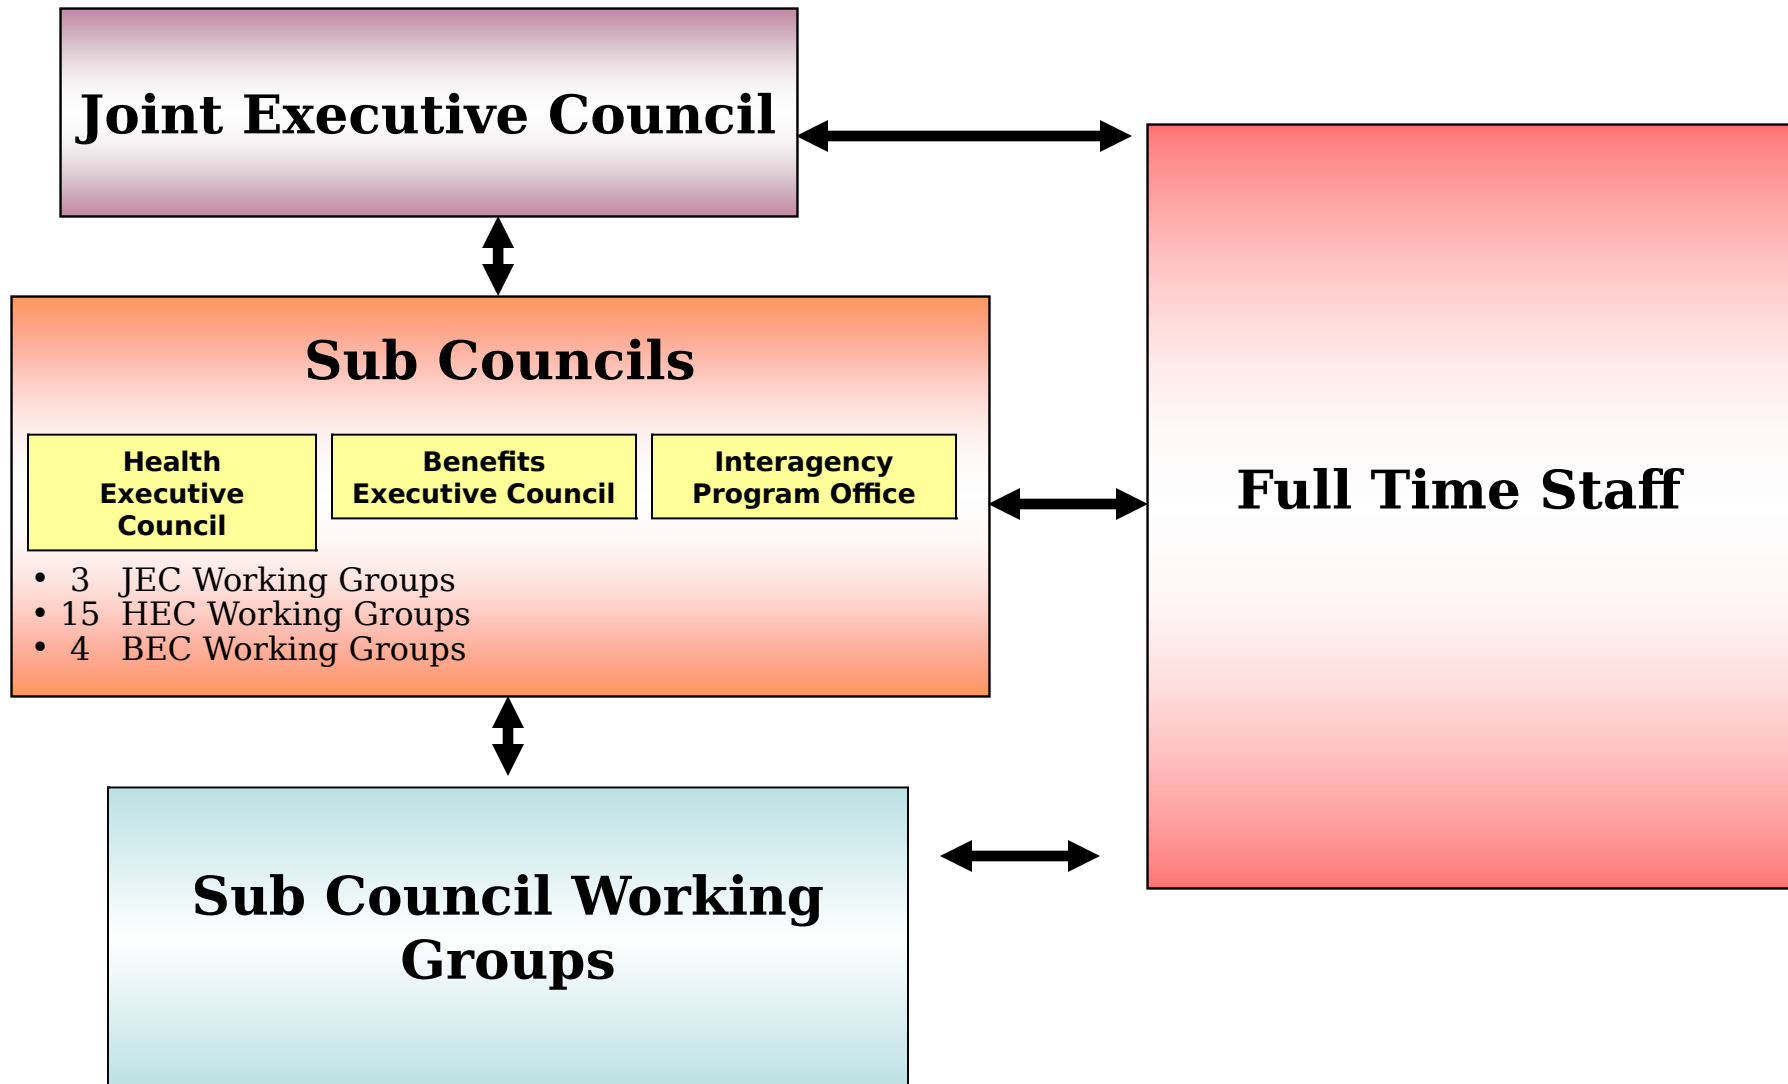 Joint Executive Council
Sub Councils
Health
Executive
Council
Benefits
Executive Council
Interagency
Program Office
• 3 JEC Working Groups
• 15 HEC Working Groups
• 4 BEC Working Groups
Full Time Staff
Sub Council Working
Groups